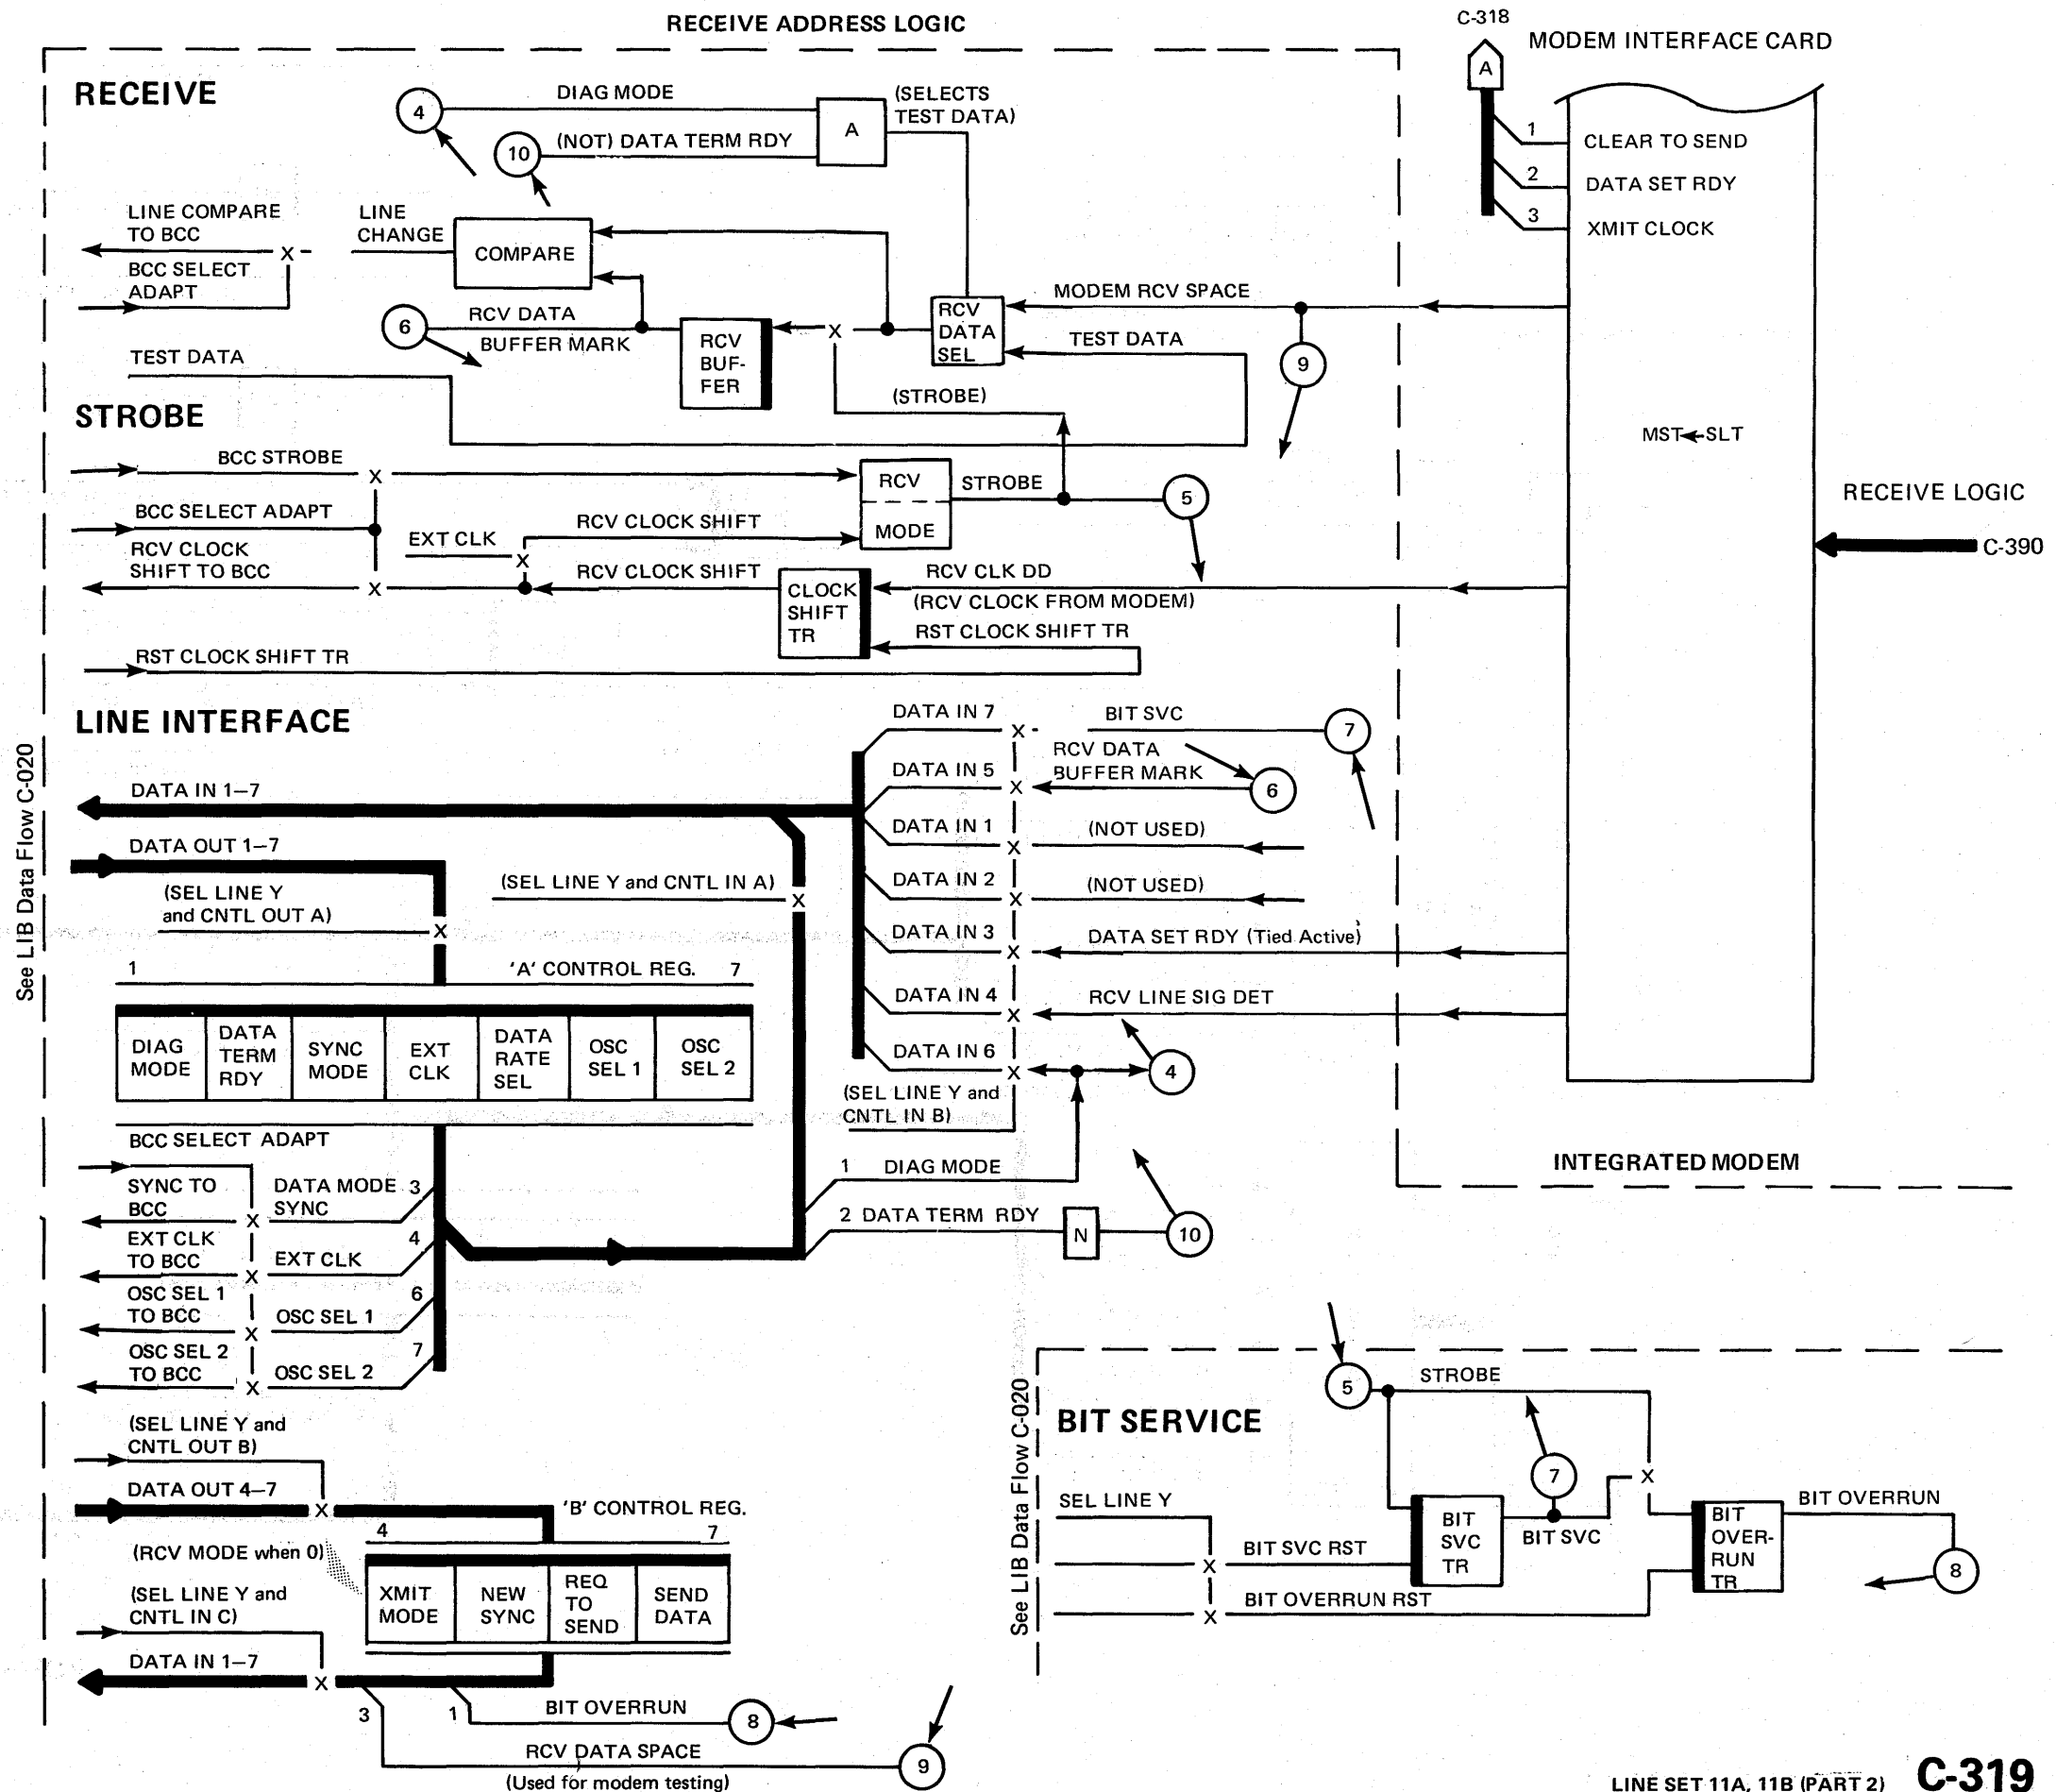 RECEIVE ADDRESS LOGIC
C-318
A
MODEM INTERFACE CARD
RECEIVE
4
DIAG MODE
10
(NOT) DATA TERM RDY
A
(SELECTS
TEST DATA)
1
CLEAR TO SEND
2
DATA SET RDY
3
XMIT CLOCK
LINE COMPARE
TO BCC
X
BCC SELECT
ADAPT
LINE
CHANGE
COMPARE
6
RCV DATA
BUFFER MARK
RCV
BUF-
FER
X
RCV
DATA
SEL
MODEM RCV SPACE
TEST DATA
9
TEST DATA
(STROBE)
MST SLT
RECEIVE LOGIC
C-390
STROBE
BCC STROBE
X
BCC SELECT ADAPT
RCV CLOCK
SHIFT TO BCC
X
EXT CLK
X
RCV CLOCK SHIFT
RCV CLOCK SHIFT
RCV
MODE
STROBE
5
CLOCK
SHIFT
TR
RCV CLK DD
(RCV CLOCK FROM MODEM)
RST CLOCK SHIFT TR
RST CLOCK SHIFT TR
LINE INTERFACE
See LIB Data Flow C-020
DATA IN 1–7
DATA OUT 1–7
(SEL LINE Y
and CNTL OUT A)
X
(SEL LINE Y and CNTL IN A)
X
DATA IN 7
X
BIT SVC
7
DATA IN 5
X
RCV DATA
BUFFER MARK
6
DATA IN 1
X
(NOT USED)
DATA IN 2
X
(NOT USED)
DATA IN 3
X
DATA SET RDY (Tied Active)
DATA IN 4
X
RCV LINE SIG DET
DATA IN 6
X
4
(SEL LINE Y and
CNTL IN B)
1
'A' CONTROL REG.
7
DIAG
MODE
DATA
TERM
RDY
SYNC
MODE
EXT
CLK
DATA
RATE
SEL
OSC
SEL 1
OSC
SEL 2
1 DIAG MODE
2 DATA TERM RDY
N
10
INTEGRATED MODEM
BCC SELECT ADAPT
SYNC TO
BCC
X
DATA MODE
SYNC
3
EXT CLK
TO BCC
X
EXT CLK
4
OSC SEL 1
TO BCC
X
OSC SEL 1
6
OSC SEL 2
TO BCC
X
OSC SEL 2
7
(SEL LINE Y and
CNTL OUT B)
DATA OUT 4–7
X
'B' CONTROL REG.
4
7
(RCV MODE when 0)
XMIT
MODE
NEW
SYNC
REQ
TO
SEND
SEND
DATA
(SEL LINE Y and
CNTL IN C)
DATA IN 1–7
X
3
1
BIT OVERRUN
8
RCV DATA SPACE
(Used for modem testing)
9
See LIB Data Flow C-020
BIT SERVICE
5
STROBE
7
X
SEL LINE Y
X
BIT SVC RST
BIT
SVC
TR
BIT SVC
BIT
OVER-
RUN
TR
BIT OVERRUN
8
X
BIT OVERRUN RST
LINE SET 11A, 11B (PART 2)
C-319